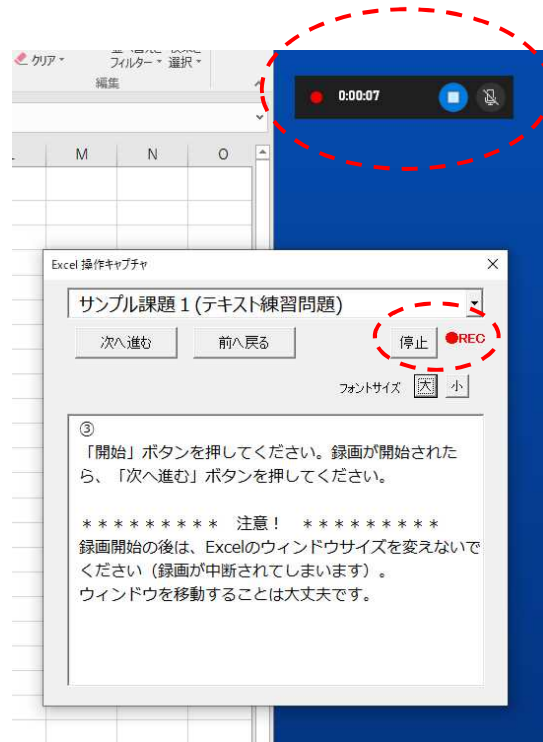 クリア
フィルター 選択
編集
0:00:07
M N O
Excel 操作キャプチャ
サンプル課題 1 (テキスト練習問題)
次へ進む 前へ戻る 停止 ●REC
フォントサイズ 大 小
③
「開始」ボタンを押してください。録画が開始された
ら、「次へ進む」ボタンを押してください。
＊＊＊＊＊＊＊＊＊ 注意！ ＊＊＊＊＊＊＊＊＊
録画開始の後は、Excelのウィンドウサイズを変えないで
ください（録画が中断されてしまいます）。
ウィンドウを移動することは大丈夫です。